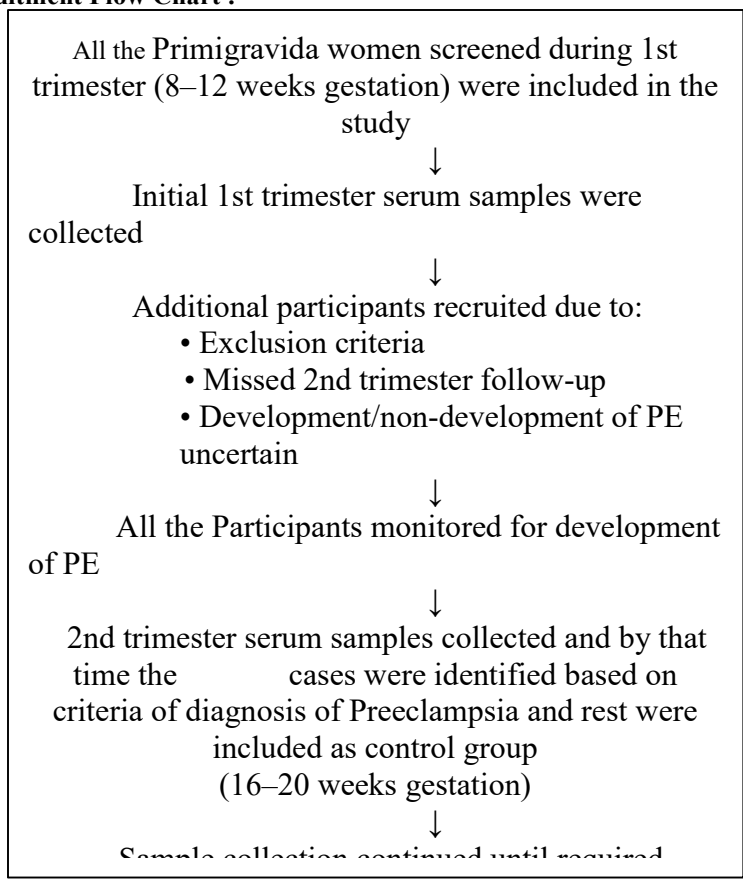 Flow Chart :
All the Primigravida women screened during 1st
trimester (8–12 weeks gestation) were included in the
study
↓
Initial 1st trimester serum samples were
collected
↓
Additional participants recruited due to:
• Exclusion criteria
• Missed 2nd trimester follow-up
• Development/non-development of PE
uncertain
↓
All the Participants monitored for development
of PE
↓
2nd trimester serum samples collected and by that
time the cases were identified based on
criteria of diagnosis of Preeclampsia and rest were
included as control group
(16–20 weeks gestation)
↓
Sample collection continued until required